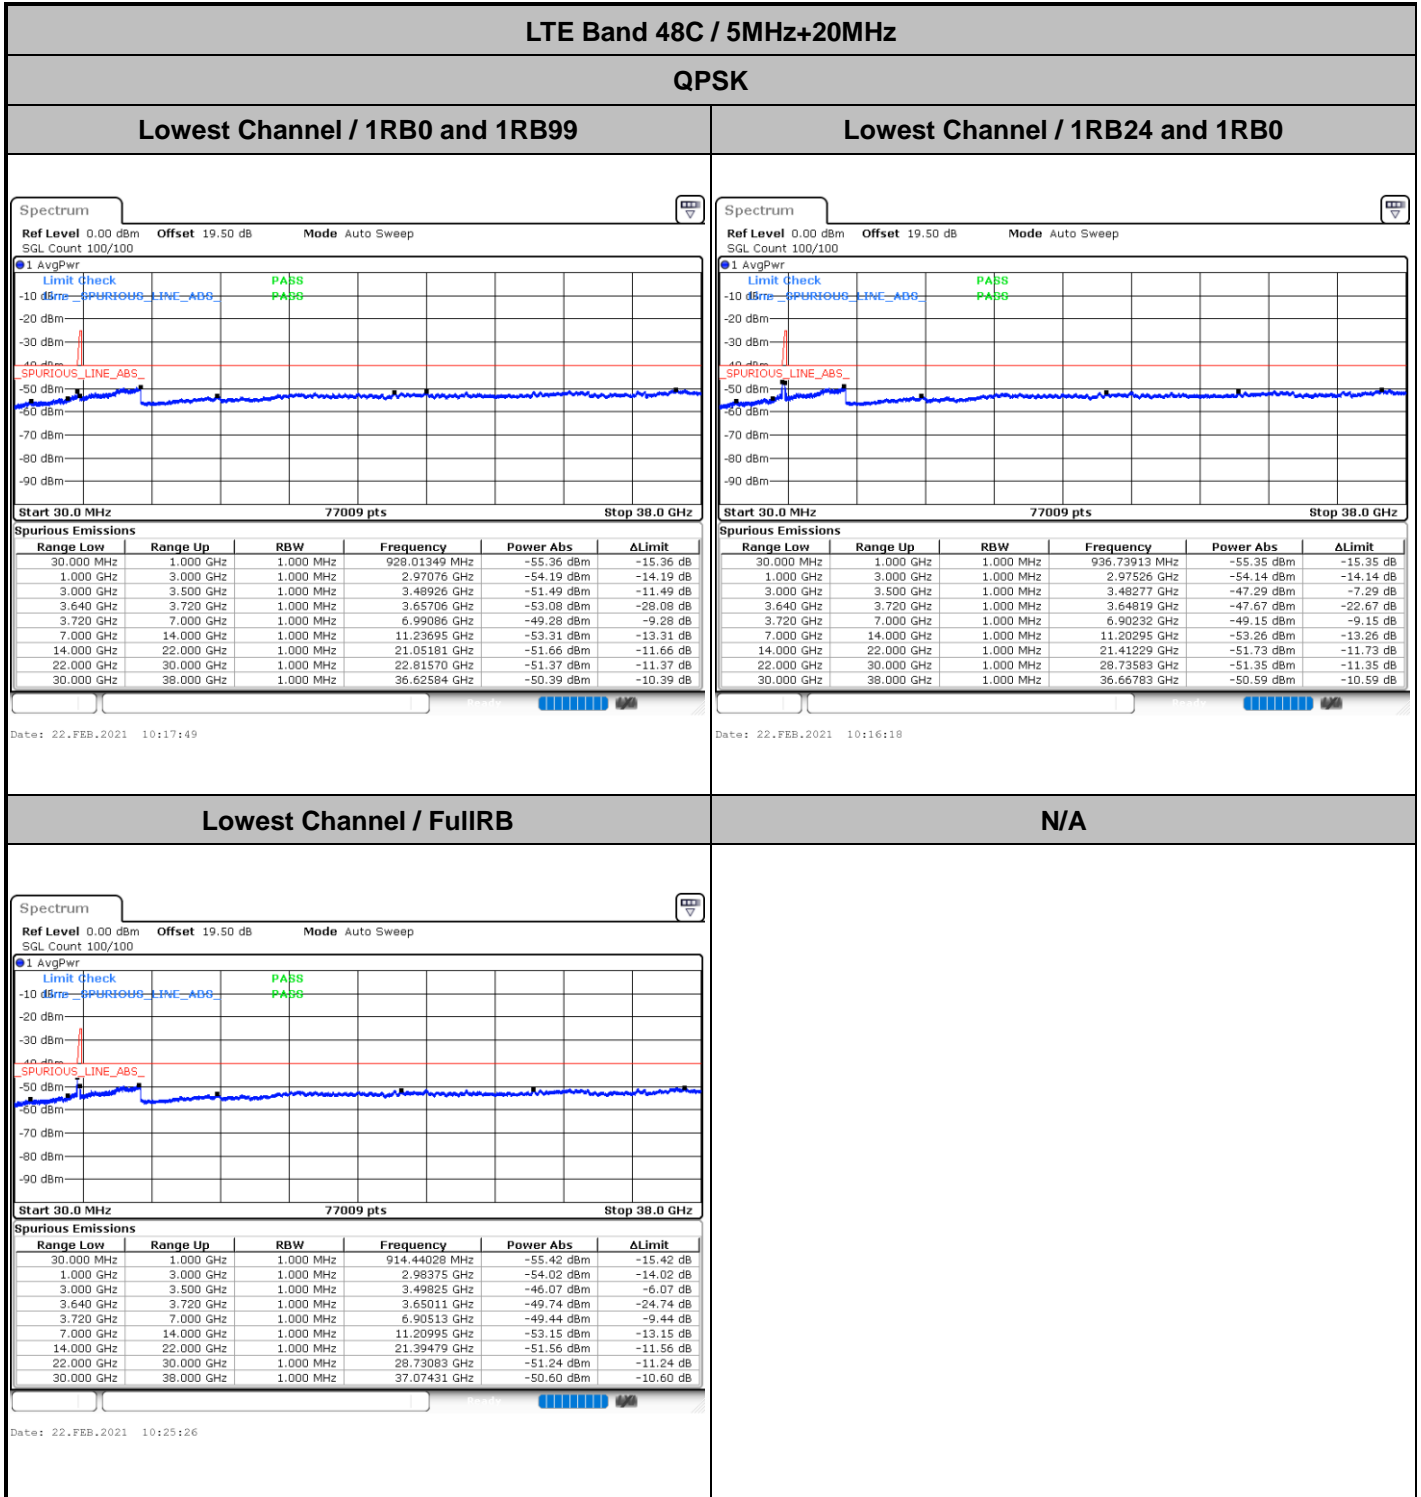 LTE Band 48C / 5MHz+20MHz
QPSK
Lowest Channel / 1RB0 and 1RB99
Lowest Channel / 1RB24 and 1RB0
Spectrum
Ref Level 0.00 dBm Offset 19.50 dB Mode Auto Sweep
SGL Count 100/100
1 AvgPwr
Limit Check PASS
-10 dBm _SPURIOUS_LINE_ABS_ PASS
-20 dBm
-30 dBm
-40 dBm
_SPURIOUS_LINE_ABS_
-50 dBm
-60 dBm
-70 dBm
-80 dBm
-90 dBm
Start 30.0 MHz 77009 pts Stop 38.0 GHz
Spurious Emissions
Range Low Range Up RBW Frequency Power Abs ΔLimit
30.000 MHz 1.000 GHz 1.000 MHz 928.01349 MHz -55.36 dBm -15.36 dB
1.000 GHz 3.000 GHz 1.000 MHz 2.97076 GHz -54.19 dBm -14.19 dB
3.000 GHz 3.500 GHz 1.000 MHz 3.48926 GHz -51.49 dBm -11.49 dB
3.640 GHz 3.720 GHz 1.000 MHz 3.65706 GHz -53.08 dBm -28.08 dB
3.720 GHz 7.000 GHz 1.000 MHz 6.99086 GHz -49.28 dBm -9.28 dB
7.000 GHz 14.000 GHz 1.000 MHz 11.23695 GHz -53.31 dBm -13.31 dB
14.000 GHz 22.000 GHz 1.000 MHz 21.05181 GHz -51.66 dBm -11.66 dB
22.000 GHz 30.000 GHz 1.000 MHz 22.81570 GHz -51.37 dBm -11.37 dB
30.000 GHz 38.000 GHz 1.000 MHz 36.62584 GHz -50.39 dBm -10.39 dB
Date: 22.FEB.2021 10:17:49
Spectrum
Ref Level 0.00 dBm Offset 19.50 dB Mode Auto Sweep
SGL Count 100/100
1 AvgPwr
Limit Check PASS
-10 dBm _SPURIOUS_LINE_ABS_ PASS
-20 dBm
-30 dBm
-40 dBm
_SPURIOUS_LINE_ABS_
-50 dBm
-60 dBm
-70 dBm
-80 dBm
-90 dBm
Start 30.0 MHz 77009 pts Stop 38.0 GHz
Spurious Emissions
Range Low Range Up RBW Frequency Power Abs ΔLimit
30.000 MHz 1.000 GHz 1.000 MHz 936.73913 MHz -55.35 dBm -15.35 dB
1.000 GHz 3.000 GHz 1.000 MHz 2.97526 GHz -54.14 dBm -14.14 dB
3.000 GHz 3.500 GHz 1.000 MHz 3.48277 GHz -47.29 dBm -7.29 dB
3.640 GHz 3.720 GHz 1.000 MHz 3.64819 GHz -47.67 dBm -22.67 dB
3.720 GHz 7.000 GHz 1.000 MHz 6.90232 GHz -49.15 dBm -9.15 dB
7.000 GHz 14.000 GHz 1.000 MHz 11.20295 GHz -53.26 dBm -13.26 dB
14.000 GHz 22.000 GHz 1.000 MHz 21.41229 GHz -51.73 dBm -11.73 dB
22.000 GHz 30.000 GHz 1.000 MHz 28.73583 GHz -51.35 dBm -11.35 dB
30.000 GHz 38.000 GHz 1.000 MHz 36.66783 GHz -50.59 dBm -10.59 dB
Date: 22.FEB.2021 10:16:18
Lowest Channel / FullRB
N/A
Spectrum
Ref Level 0.00 dBm Offset 19.50 dB Mode Auto Sweep
SGL Count 100/100
1 AvgPwr
Limit Check PASS
-10 dBm _SPURIOUS_LINE_ABS_ PASS
-20 dBm
-30 dBm
-40 dBm
_SPURIOUS_LINE_ABS_
-50 dBm
-60 dBm
-70 dBm
-80 dBm
-90 dBm
Start 30.0 MHz 77009 pts Stop 38.0 GHz
Spurious Emissions
Range Low Range Up RBW Frequency Power Abs ΔLimit
30.000 MHz 1.000 GHz 1.000 MHz 914.44028 MHz -55.42 dBm -15.42 dB
1.000 GHz 3.000 GHz 1.000 MHz 2.98375 GHz -54.02 dBm -14.02 dB
3.000 GHz 3.500 GHz 1.000 MHz 3.49825 GHz -46.07 dBm -6.07 dB
3.640 GHz 3.720 GHz 1.000 MHz 3.65011 GHz -49.74 dBm -24.74 dB
3.720 GHz 7.000 GHz 1.000 MHz 6.90513 GHz -49.44 dBm -9.44 dB
7.000 GHz 14.000 GHz 1.000 MHz 11.20995 GHz -53.15 dBm -13.15 dB
14.000 GHz 22.000 GHz 1.000 MHz 21.39479 GHz -51.56 dBm -11.56 dB
22.000 GHz 30.000 GHz 1.000 MHz 28.73083 GHz -51.24 dBm -11.24 dB
30.000 GHz 38.000 GHz 1.000 MHz 37.07431 GHz -50.60 dBm -10.60 dB
Date: 22.FEB.2021 10:25:26